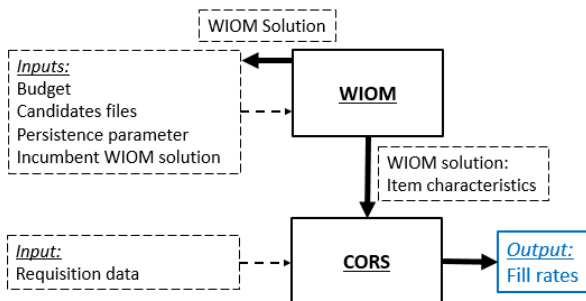 WIOM Solution
Inputs:
Budget
Candidates files
Persistence parameter
Incumbent WIOM solution
WIOM
WIOM solution:
Item characteristics
Input:
Requisition data
CORS
Output:
Fill rates